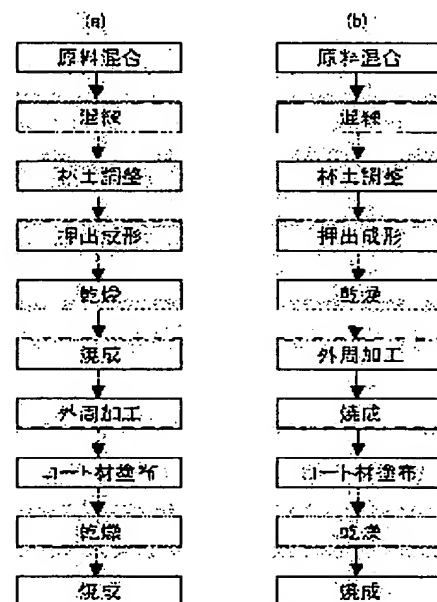 (a)
原料混合
混練
坏土調整
押出成形
乾燥
焼成
外周加工
コート材塗布
乾燥
焼成
(b)
原料混合
混練
坏土調整
押出成形
乾燥
外周加工
焼成
コート材塗布
乾燥
焼成